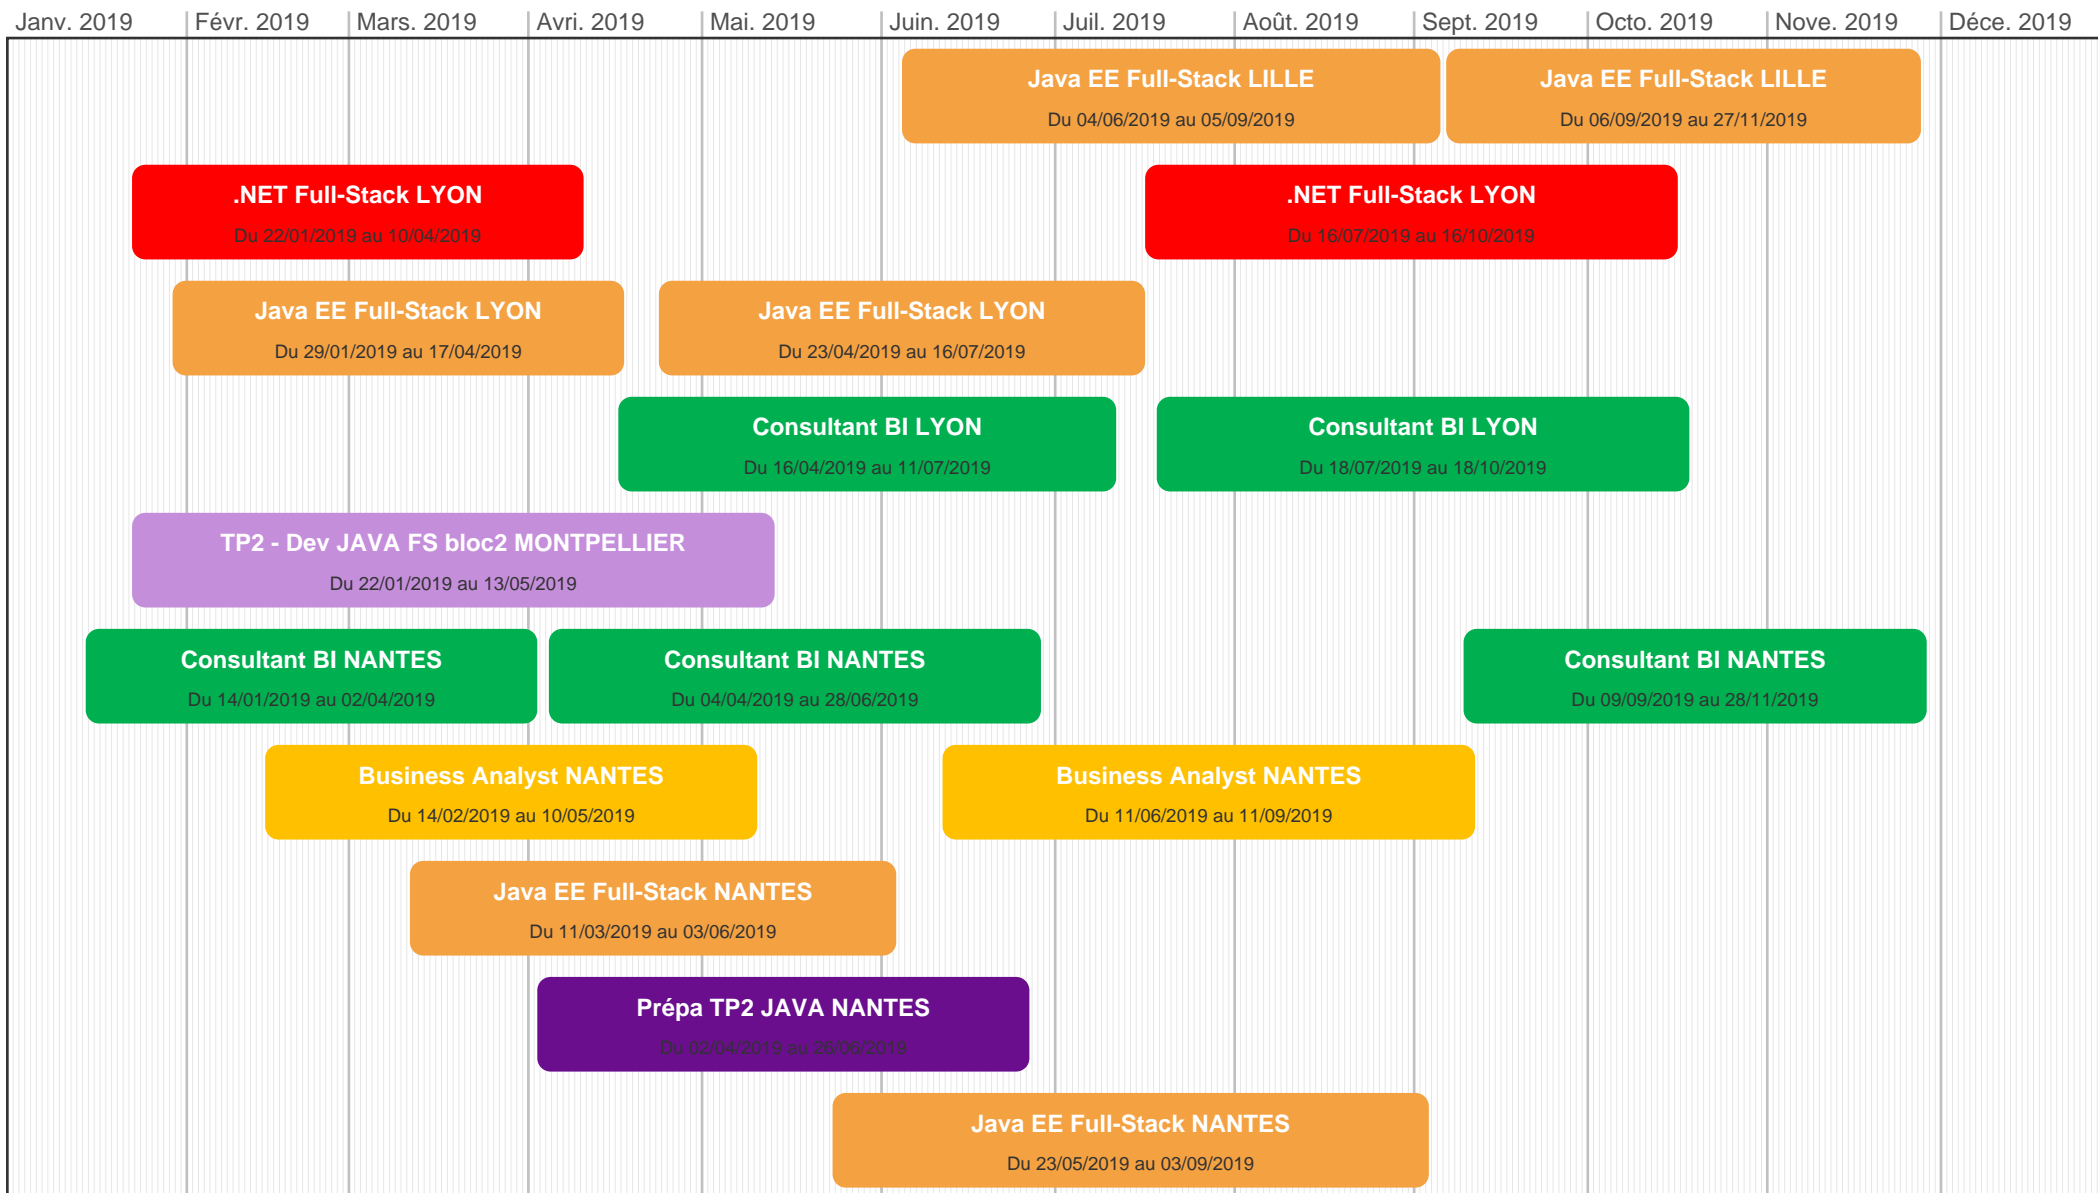 Janv. 2019 Févr. 2019 Mars. 2019 Avri. 2019 Mai. 2019 Juin. 2019 Juil. 2019 Août. 2019 Sept. 2019 Octo. 2019 Nove. 2019 Déce. 2019
Java EE Full-Stack LILLE
Du 04/06/2019 au 05/09/2019
Java EE Full-Stack LILLE
Du 06/09/2019 au 27/11/2019
.NET Full-Stack LYON
Du 22/01/2019 au 10/04/2019
.NET Full-Stack LYON
Du 16/07/2019 au 16/10/2019
Java EE Full-Stack LYON
Du 29/01/2019 au 17/04/2019
Java EE Full-Stack LYON
Du 23/04/2019 au 16/07/2019
Consultant BI LYON
Du 16/04/2019 au 11/07/2019
Consultant BI LYON
Du 18/07/2019 au 18/10/2019
TP2 - Dev JAVA FS bloc2 MONTPELLIER
Du 22/01/2019 au 13/05/2019
Consultant BI NANTES
Du 14/01/2019 au 02/04/2019
Consultant BI NANTES
Du 04/04/2019 au 28/06/2019
Consultant BI NANTES
Du 09/09/2019 au 28/11/2019
Business Analyst NANTES
Du 14/02/2019 au 10/05/2019
Business Analyst NANTES
Du 11/06/2019 au 11/09/2019
Java EE Full-Stack NANTES
Du 11/03/2019 au 03/06/2019
Prépa TP2 JAVA NANTES
Du 02/04/2019 au 26/06/2019
Java EE Full-Stack NANTES
Du 23/05/2019 au 03/09/2019